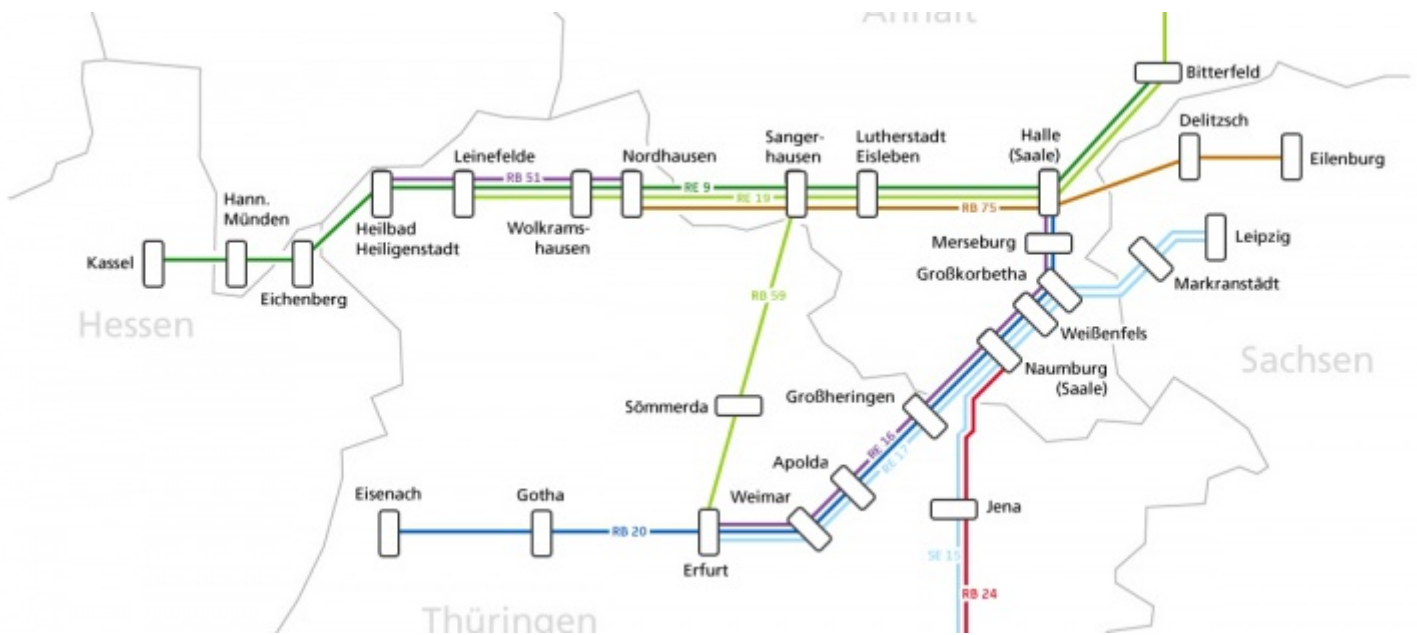 Anhalt
Bitterfeld
Delitzsch
Eilenburg
Sanger-
hausen
Lutherstadt
Eisleben
Halle
(Saale)
Leinefelde
Nordhausen
RB 51
RE 9
RE 19
RB 75
Hann.
Münden
Heilbad
Heiligenstadt
Wolkrams-
hausen
Kassel
Eichenberg
Merseburg
Leipzig
Großkorbetha
Markranstädt
RB 59
Hessen
Weißenfels
Sachsen
Naumburg
(Saale)
Großheringen
Sömmerda
RE 16
RE 17
Apolda
Eisenach
Gotha
Weimar
Jena
RB 20
Erfurt
SE 15
RB 24
Thüringen